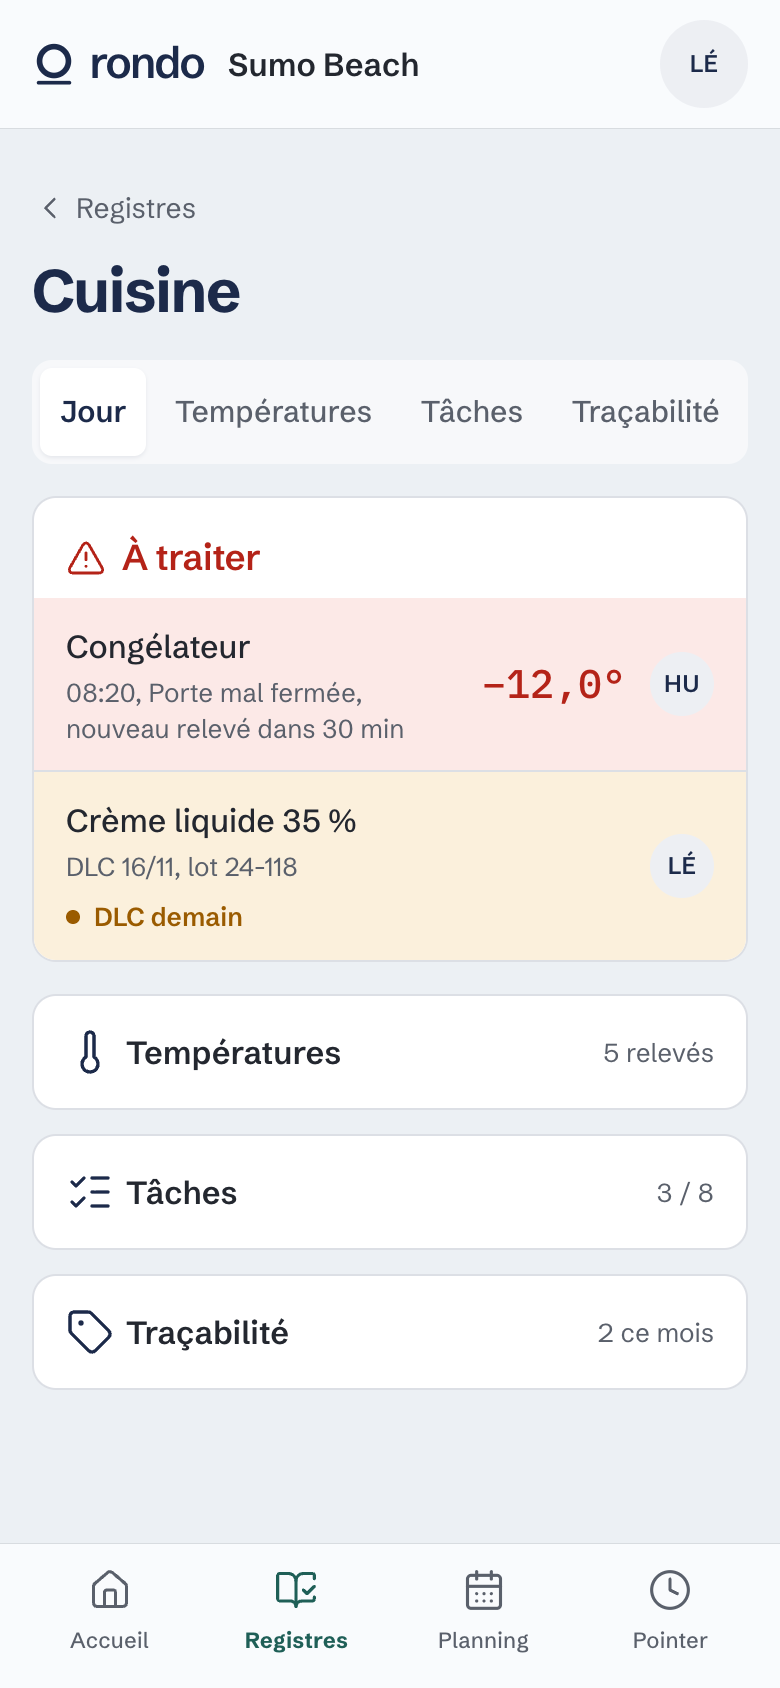 rondo Sumo Beach LÉ
Registres
Cuisine
Jour Températures Tâches Traçabilité
À traiter
Congélateur
08:20, Porte mal fermée,
nouveau relevé dans 30 min
−12,0° HU
Crème liquide 35 %
DLC 16/11, lot 24-118
DLC demain
LÉ
Températures 5 relevés
Tâches 3 / 8
Traçabilité 2 ce mois
Accueil Registres Planning Pointer